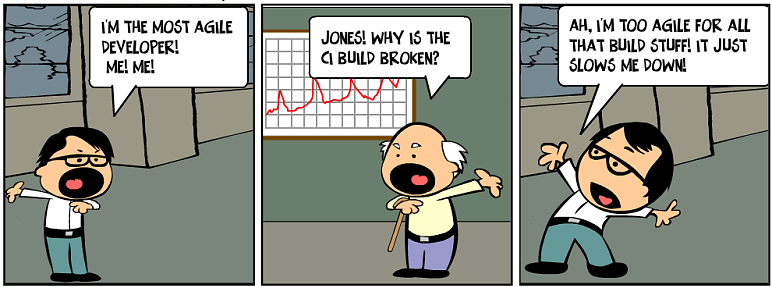 I'M THE MOST AGILE
DEVELOPER!
ME! ME!
JONES! WHY IS THE
CI BUILD BROKEN?
AH, I'M TOO AGILE FOR ALL
THAT BUILD STUFF! IT JUST
SLOWS ME DOWN!